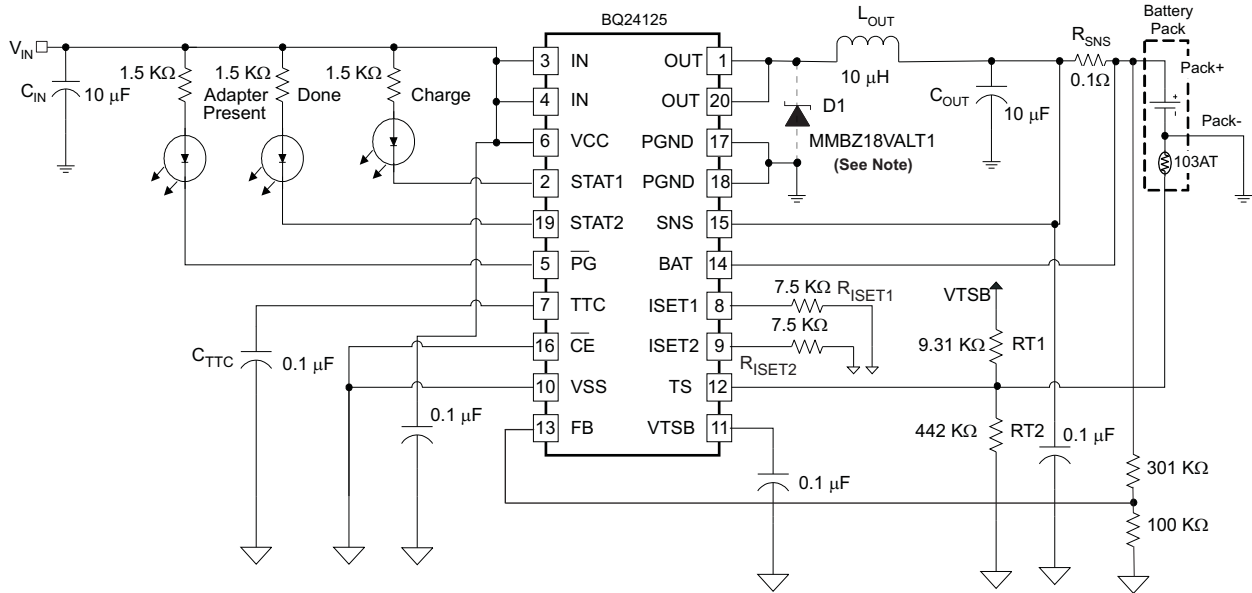 BQ24125
V_IN
C_IN
10 μF
1.5 KΩ
Adapter
Present
1.5 KΩ
Done
1.5 KΩ
Charge
3 IN
4 IN
6 VCC
2 STAT1
19 STAT2
5 P̅G̅
7 TTC
16 C̅E̅
10 VSS
13 FB
OUT 1
OUT 20
PGND 17
PGND 18
SNS 15
BAT 14
ISET1 8
ISET2 9
TS 12
VTSB 11
C_TTC
0.1 μF
0.1 μF
L_OUT
10 μH
D1
MMBZ18VALT1
(See Note)
C_OUT
10 μF
R_SNS
0.1Ω
Battery
Pack
Pack+
+
-
Pack-
103AT
7.5 KΩ R_ISET1
7.5 KΩ
R_ISET2
VTSB
9.31 KΩ RT1
442 KΩ RT2
0.1 μF
0.1 μF
301 KΩ
100 KΩ